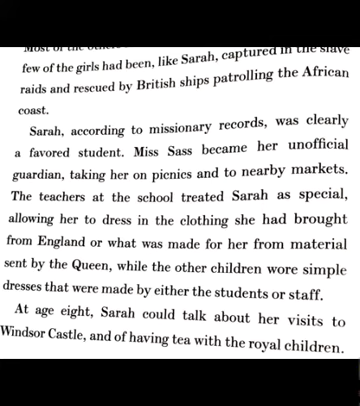 Most of the others
few of the girls had been, like Sarah, captured in the slave
raids and rescued by British ships patrolling the African
coast.
Sarah, according to missionary records, was clearly
a favored student. Miss Sass became her unofficial
guardian, taking her on picnics and to nearby markets.
The teachers at the school treated Sarah as special,
allowing her to dress in the clothing she had brought
from England or what was made for her from material
sent by the Queen, while the other children wore simple
dresses that were made by either the students or staff.
At age eight, Sarah could talk about her visits to
Windsor Castle, and of having tea with the royal children.